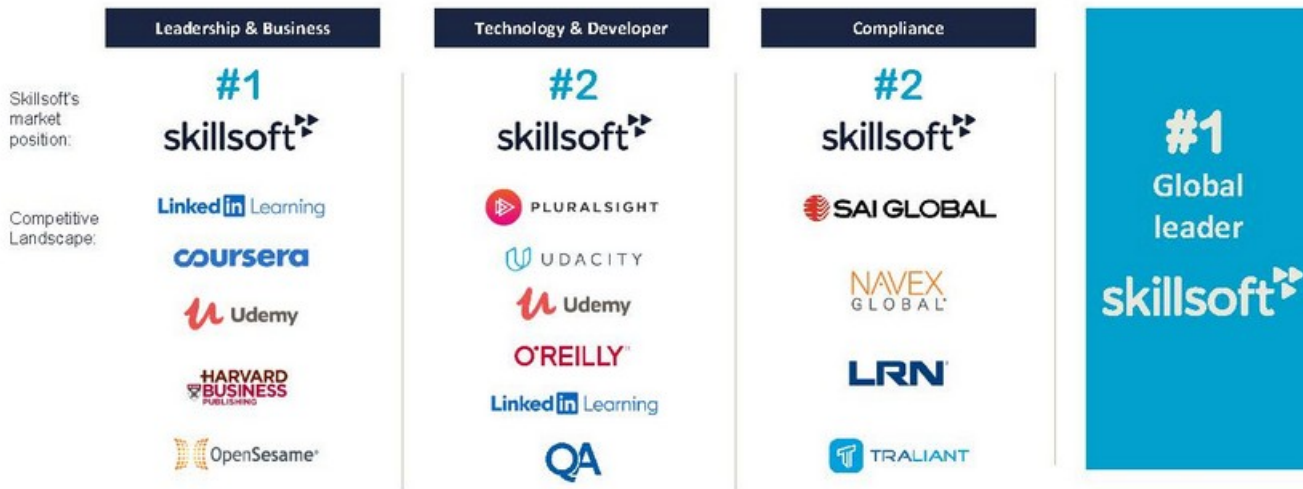 Leadership & Business
Technology & Developer
Compliance
Skillsoft's
market
position:
#1
skillsoft
#2
skillsoft
#2
skillsoft
Competitive
Landscape:
Linked in Learning
coursera
Udemy
HARVARD
BUSINESS
PUBLISHING
OpenSesame®
PLURALSIGHT
UDACITY
Udemy
O'REILLY
Linked in Learning
QA
SAI GLOBAL
NAVEX
GLOBAL
LRN
TRALIANT
#1
Global
leader
skillsoft